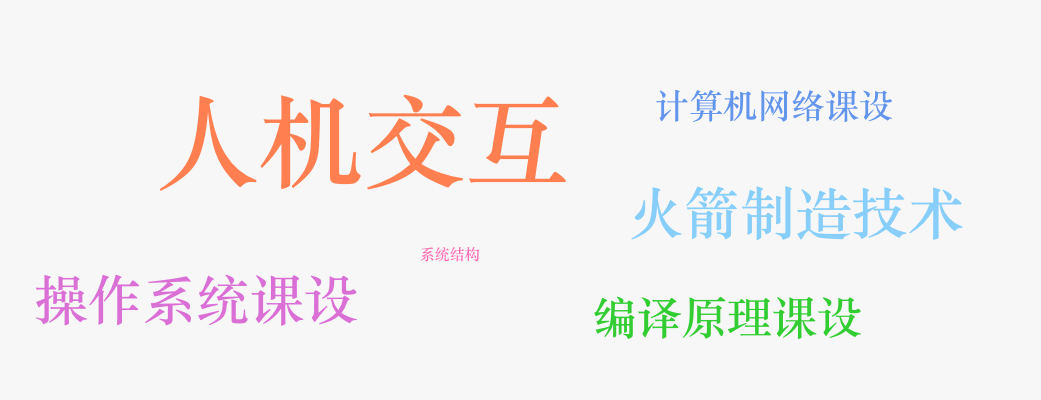 计算机网络课设
人机交互
火箭制造技术
系统结构
操作系统课设
编译原理课设